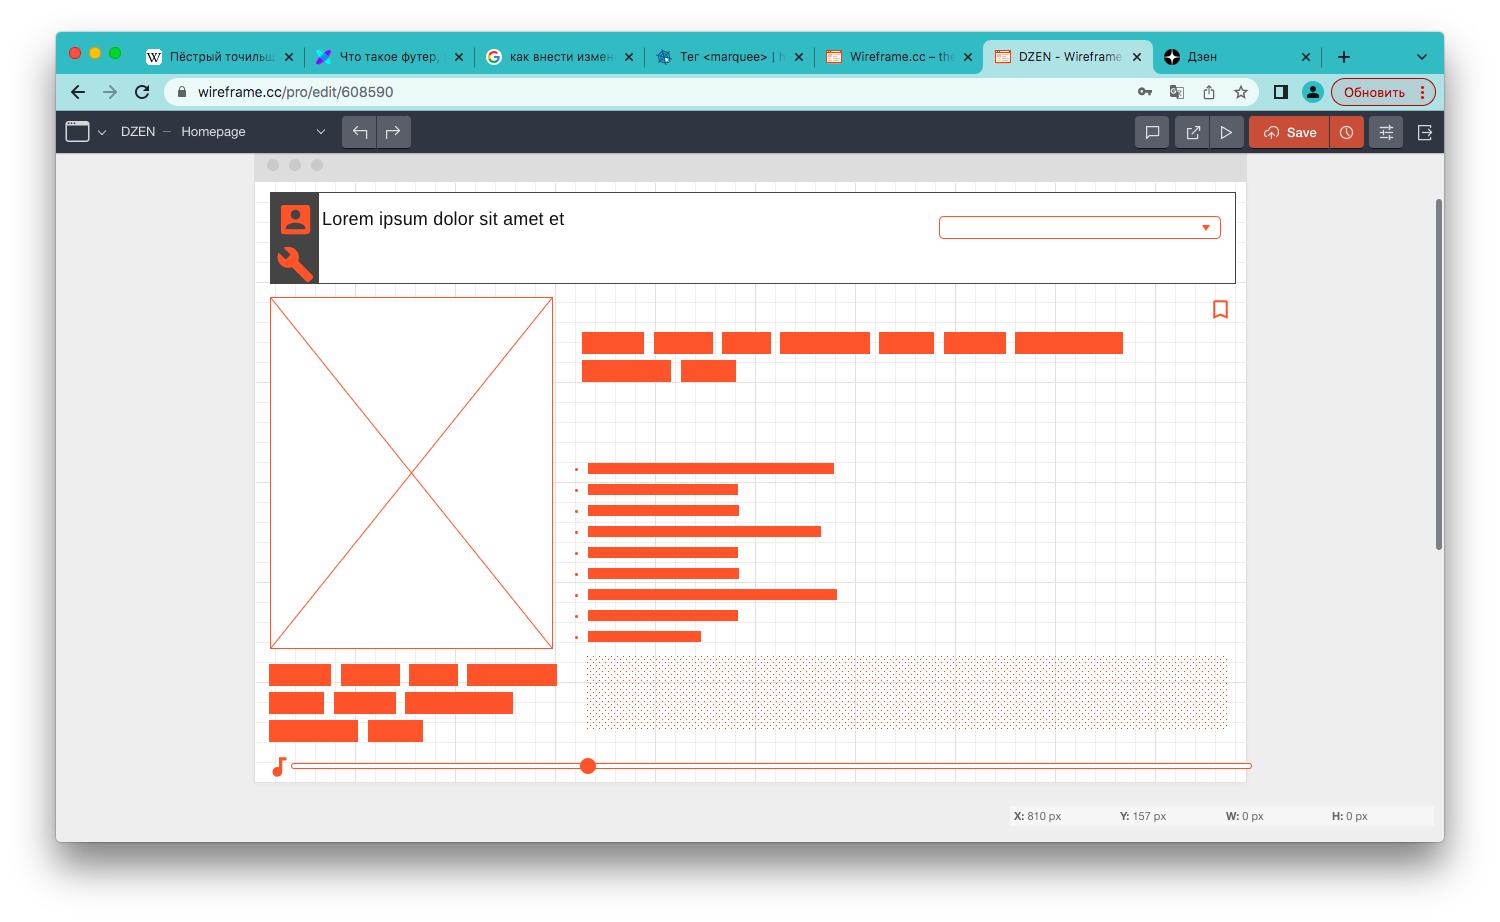 W Пёстрый точильщ
Что такое футер,
как внести измен
Тег <marquee> | h
Wireframe.cc – the
DZEN - Wireframe
Дзен
wireframe.cc/pro/edit/608590
Обновить
DZEN – Homepage
Save
Lorem ipsum dolor sit amet et
X: 810 px Y: 157 px W: 0 px H: 0 px